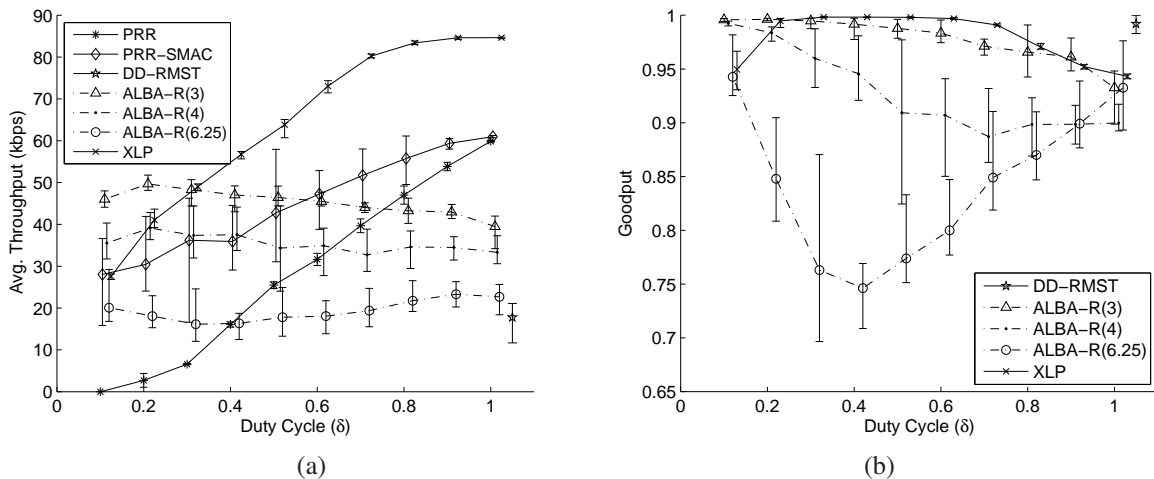 90
80
70
60
50
40
30
20
10
0
Avg. Throughput (kbps)
PRR
PRR−SMAC
DD−RMST
ALBA−R(3)
ALBA−R(4)
ALBA−R(6.25)
XLP
0 0.2 0.4 0.6 0.8 1
Duty Cycle (δ)
(a)
1
0.95
0.9
0.85
0.8
0.75
0.7
0.65
Goodput
DD−RMST
ALBA−R(3)
ALBA−R(4)
ALBA−R(6.25)
XLP
0 0.2 0.4 0.6 0.8 1
Duty Cycle (δ)
(b)